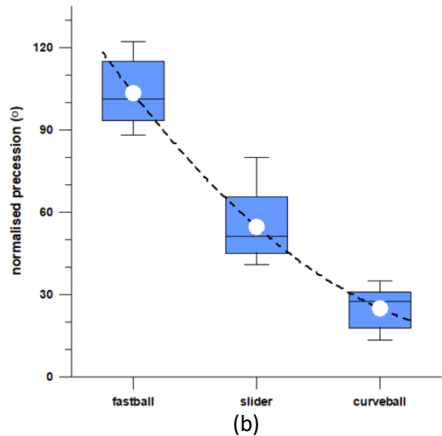 normalised precession (o)
120
90
60
30
0
fastball slider curveball
(b)